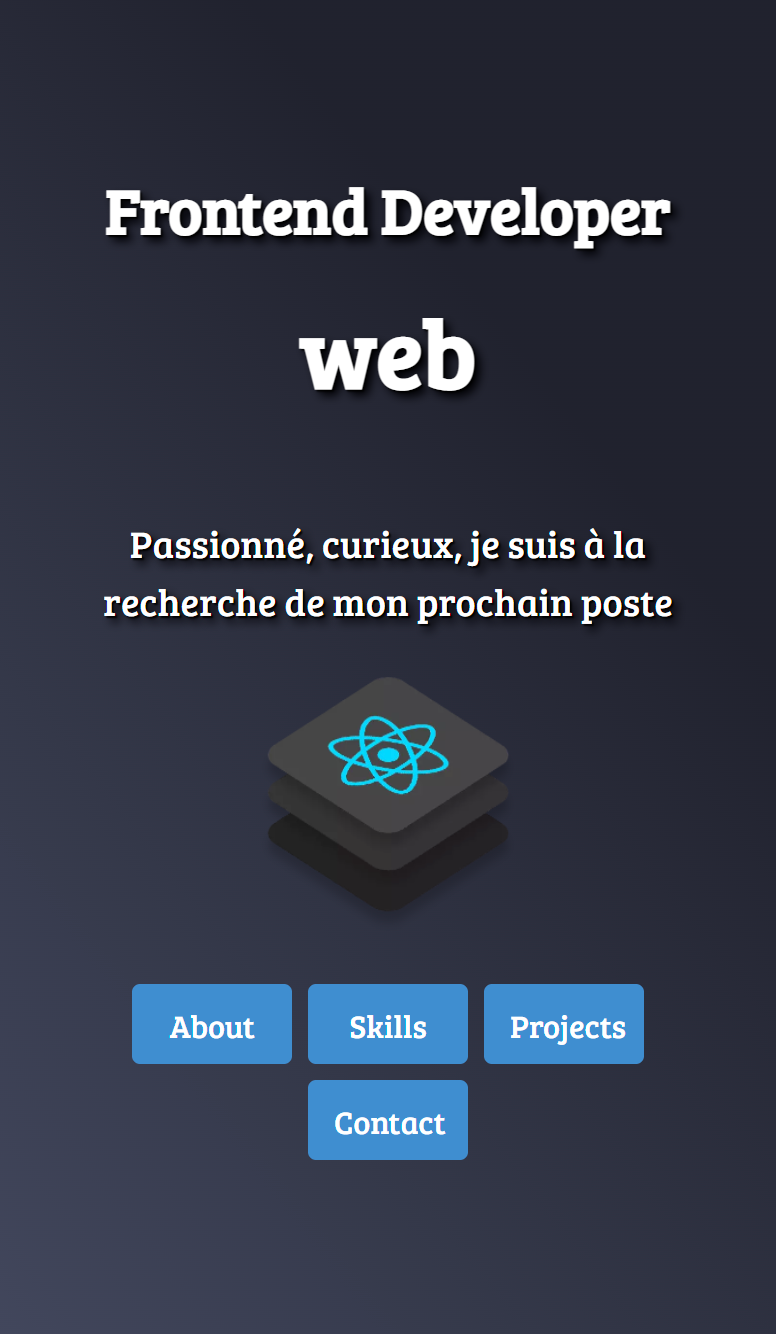 Frontend Developer
web
Passionné, curieux, je suis à la
recherche de mon prochain poste
About
Skills
Projects
Contact